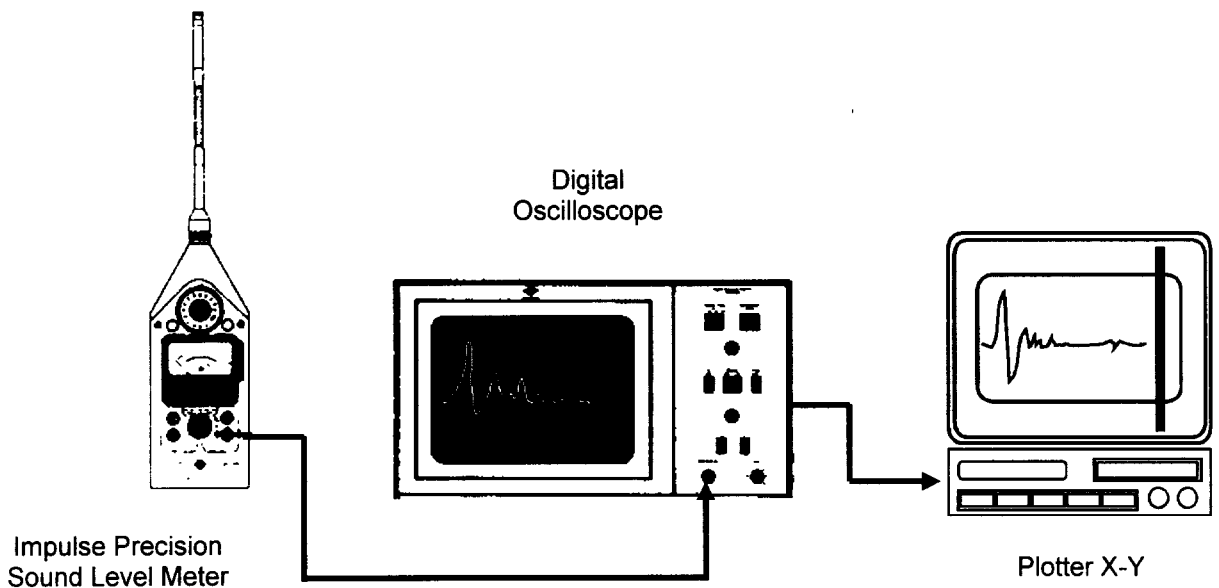 Digital
Oscilloscope
Impulse Precision
Sound Level Meter
Plotter X-Y